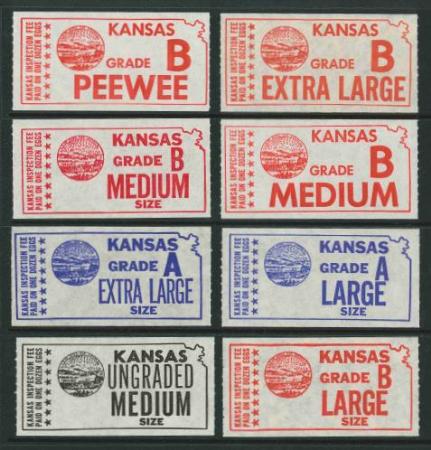 KANSAS INSPECTION FEE
PAID ON ONE DOZEN EGGS
KANSAS
GRADE B
PEEWEE
KANSAS INSPECTION FEE
PAID ON ONE DOZEN EGGS
KANSAS
GRADE B
EXTRA LARGE
KANSAS INSPECTION FEE
PAID ON ONE DOZEN EGGS
KANSAS
GRADE B
MEDIUM
SIZE
KANSAS INSPECTION FEE
PAID ON ONE DOZEN EGGS
KANSAS
GRADE B
MEDIUM
KANSAS INSPECTION FEE
PAID ON ONE DOZEN EGGS
KANSAS
GRADE A
EXTRA LARGE
SIZE
KANSAS INSPECTION FEE
PAID ON ONE DOZEN EGGS
KANSAS
GRADE A
LARGE
SIZE
KANSAS INSPECTION FEE
PAID ON ONE DOZEN EGGS
KANSAS
UNGRADED
MEDIUM
SIZE
KANSAS INSPECTION FEE
PAID ON ONE DOZEN EGGS
KANSAS
GRADE B
LARGE
SIZE